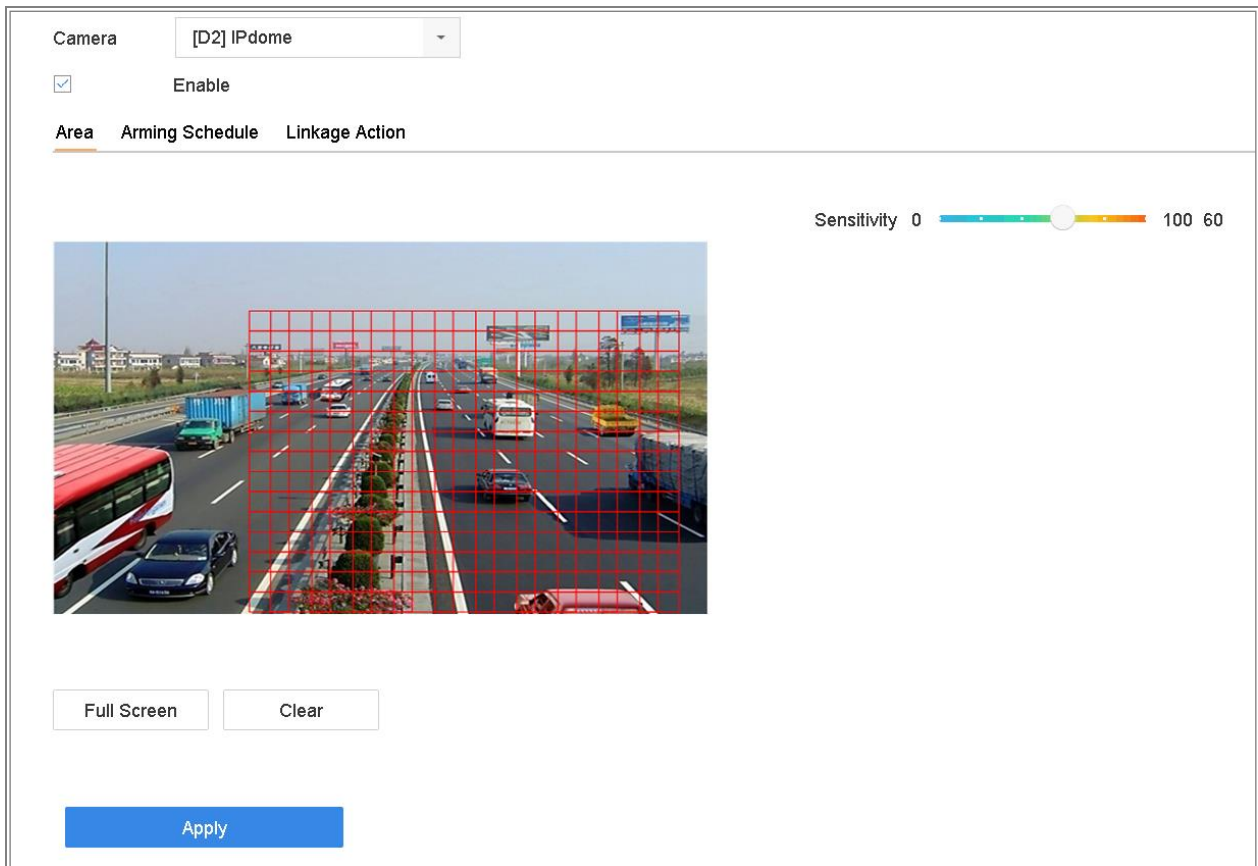 Camera [D2] IPdome
Enable
Area Arming Schedule Linkage Action
Sensitivity 0 100 60
Full Screen Clear
Apply